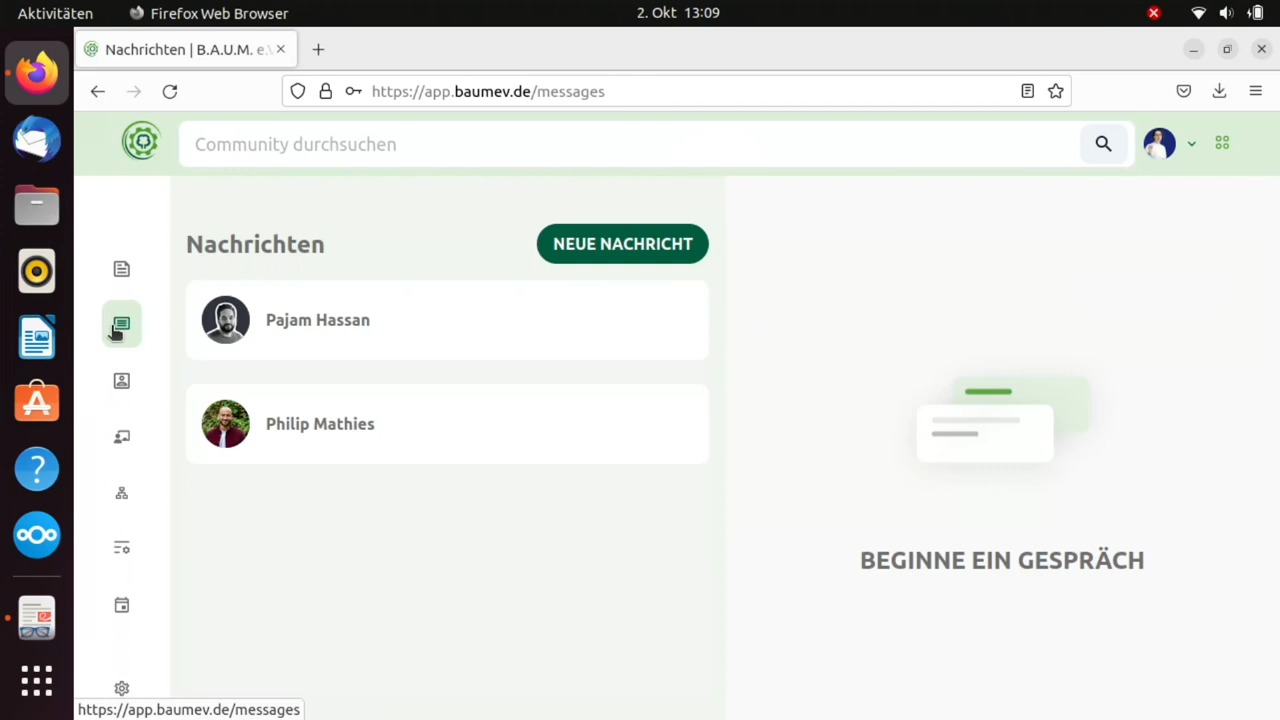 Aktivitäten
Firefox Web Browser
2. Okt 13:09
Nachrichten | B.A.U.M. e.V
https://app.baumev.de/messages
Community durchsuchen
Nachrichten
NEUE NACHRICHT
Pajam Hassan
Philip Mathies
BEGINNE EIN GESPRÄCH
https://app.baumev.de/messages